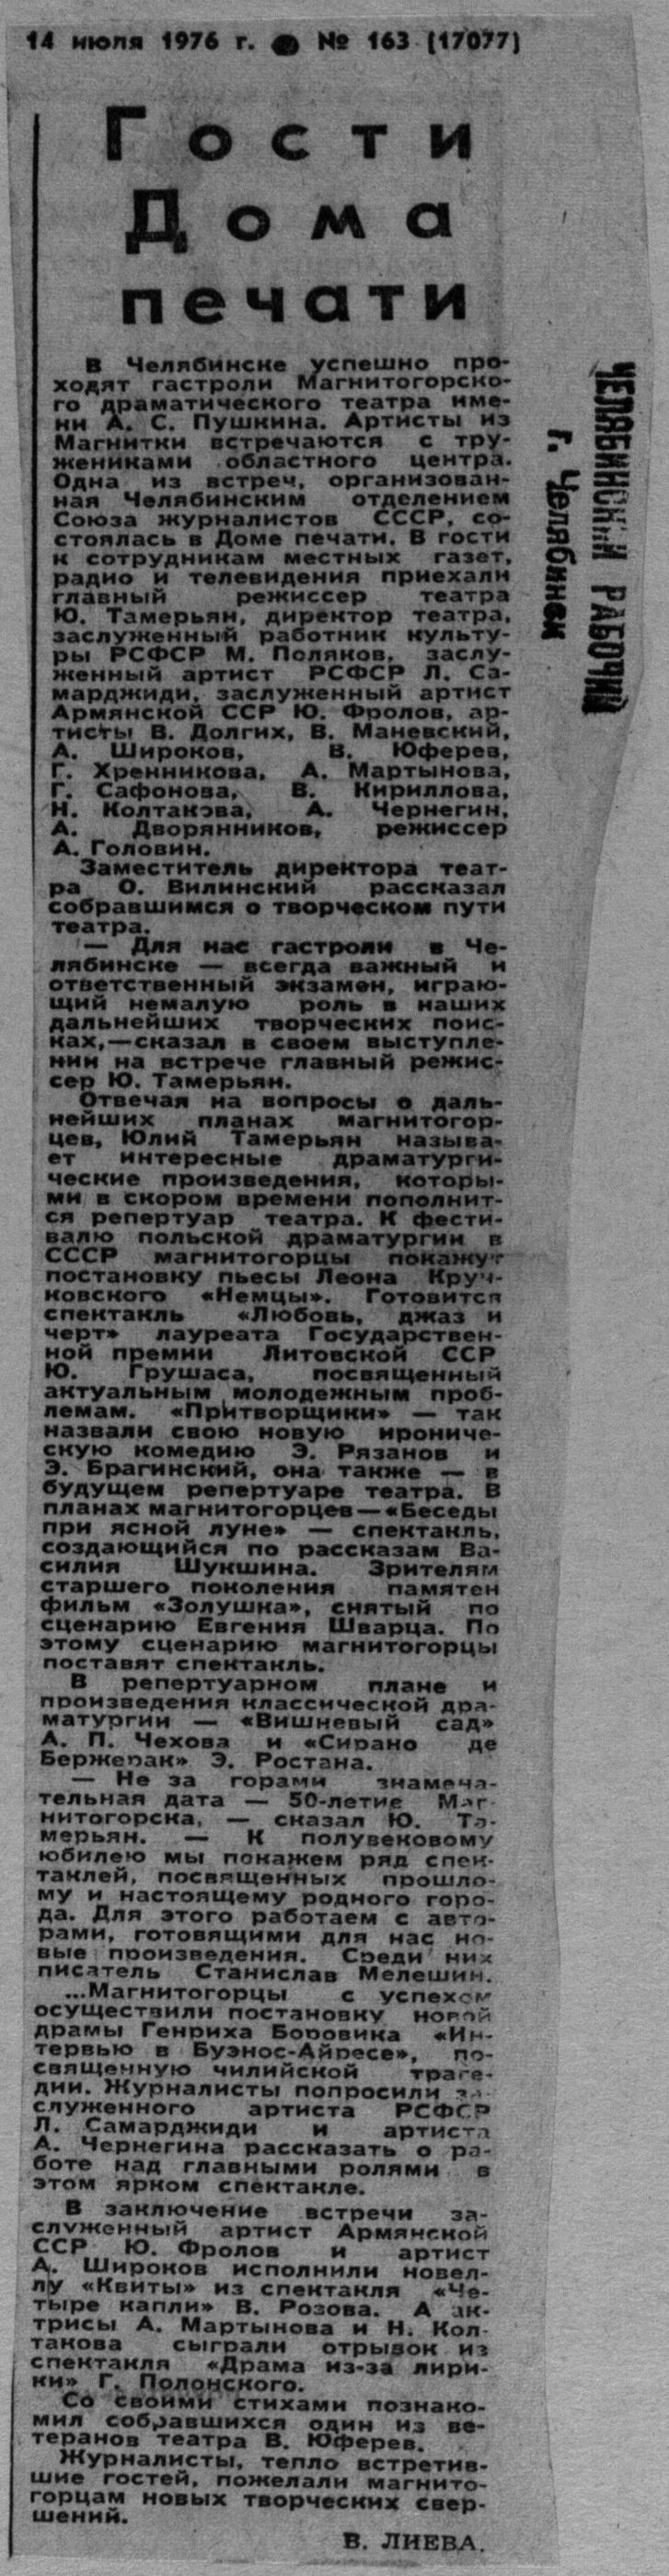 14 июля 1976 г. ● № 163 (17077)
Гости
Дома
печати
В Челябинске успешно про-
ходят гастроли Магнитогорско-
го драматического театра име-
ни А. С. Пушкина. Артисты из
Магнитки встречаются с тру-
жениками областного центра.
Одна из встреч, организован-
ная Челябинским отделением
Союза журналистов СССР, со-
стоялась в Доме печати. В гости
к сотрудникам местных газет,
радио и телевидения приехали
главный режиссер театра
Ю. Тамерьян, директор театра,
заслуженный работник культу-
ры РСФСР М. Поляков, заслу-
женный артист РСФСР Л. Са-
марджиди, заслуженный артист
Армянской ССР Ю. Фролов, ар-
тисты В. Долгих, В. Маневский,
А. Широков, В. Юферев,
Г. Хренникова, А. Мартынова,
Г. Сафонова, В. Кириллова,
Н. Колтакова, А. Чернегин,
А. Дворянников, режиссер
А. Головин.
Заместитель директора теат-
ра О. Вилинский рассказал
собравшимся о творческом пути
театра.
— Для нас гастроли в Че-
лябинске — всегда важный и
ответственный экзамен, играю-
щий немалую роль в наших
дальнейших творческих поис-
ках,—сказал в своем выступле-
нии на встрече главный режис-
сер Ю. Тамерьян.
Отвечая на вопросы о даль-
нейших планах магнитогор-
цев, Юлий Тамерьян называ-
ет интересные драматурги-
ческие произведения, которы-
ми в скором времени пополнит-
ся репертуар театра. К фести-
валю польской драматургии в
СССР магнитогорцы покажут
постановку пьесы Леона Круч-
ковского «Немцы». Готовится
спектакль «Любовь, джаз и
черт» лауреата Государствен-
ной премии Литовской ССР
Ю. Грушаса, посвященный
актуальным молодежным проб-
лемам. «Притворщики» — так
назвали свою новую ирониче-
скую комедию Э. Рязанов и
Э. Брагинский, она также — в
будущем репертуаре театра. В
планах магнитогорцев—«Беседы
при ясной луне» — спектакль,
создающийся по рассказам Ва-
силия Шукшина. Зрителям
старшего поколения памятен
фильм «Золушка», снятый по
сценарию Евгения Шварца. По
этому сценарию магнитогорцы
поставят спектакль.
В репертуарном плане и
произведения классической дра-
матургии — «Вишневый сад»
А. П. Чехова и «Сирано де
Бержерак» Э. Ростана.
— Не за горами знамена-
тельная дата — 50-летие Маг-
нитогорска, — сказал Ю. Та-
мерьян. — К полувековому
юбилею мы покажем ряд спек-
таклей, посвященных прошло-
му и настоящему родного горо-
да. Для этого работаем с авто-
рами, готовящими для нас но-
вые произведения. Среди них
писатель Станислав Мелешин.
...Магнитогорцы с успехом
осуществили постановку новой
драмы Генриха Боровика «Ин-
тервью в Буэнос-Айресе», по-
священную чилийской траге-
дии. Журналисты попросили за-
служенного артиста РСФСР
Л. Самарджиди и артиста
А. Чернегина рассказать о ра-
боте над главными ролями в
этом ярком спектакле.
В заключение встречи за-
служенный артист Армянской
ССР Ю. Фролов и артист
А. Широков исполнили новел-
лу «Квиты» из спектакля «Че-
тыре капли» В. Розова. А ак-
трисы А. Мартынова и Н. Кол-
такова сыграли отрывок из
спектакля «Драма из-за лири-
ки» Г. Полонского.
Со своими стихами познако-
мил собравшихся один из ве-
теранов театра В. Юферев.
Журналисты, тепло встретив-
шие гостей, пожелали магнито-
горцам новых творческих свер-
шений.
В. ЛИЕВА.
ЧЕЛЯБИНСКИЙ РАБОЧИЙ
г. Челябинск